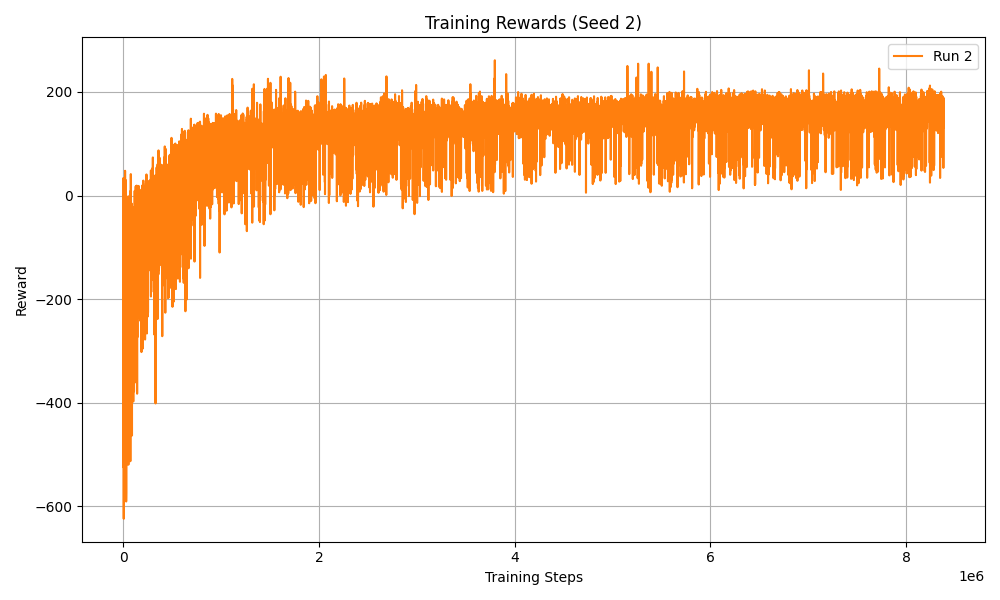 Training Rewards (Seed 2)
Run 2
Reward
200
0
−200
−400
−600
0 2 4 6 8
1e6
Training Steps